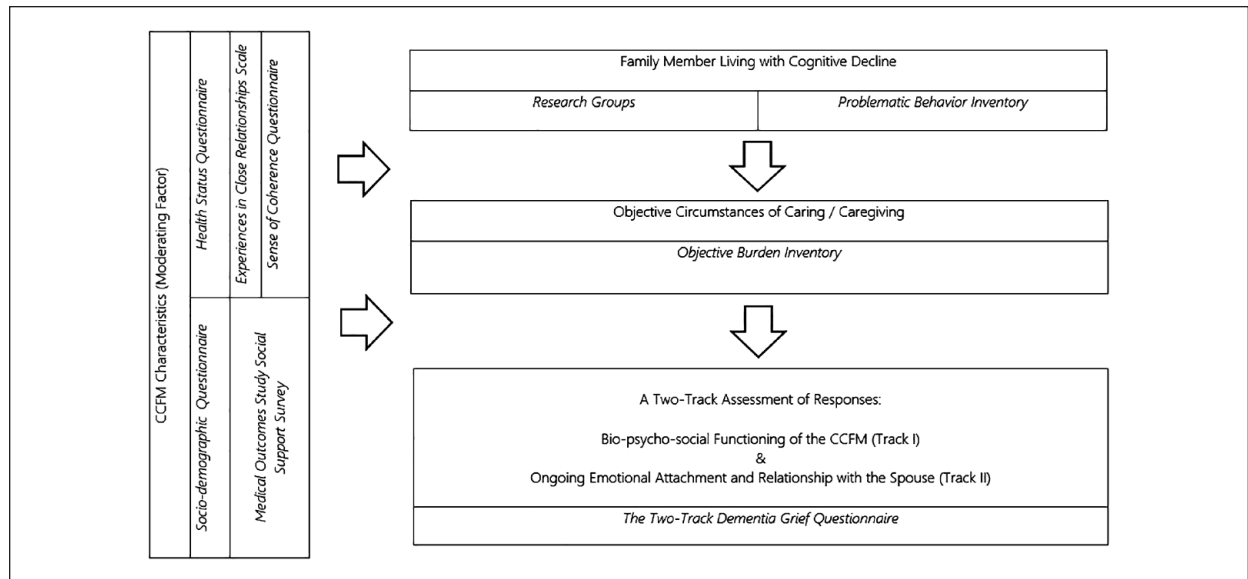 CCFM Characteristics (Moderating Factor)
Socio-demographic Questionnaire
Health Status Questionnaire
Medical Outcomes Study Social
Support Survey
Experiences in Close Relationships Scale
Sense of Coherence Questionnaire
Family Member Living with Cognitive Decline
Research Groups
Problematic Behavior Inventory
Objective Circumstances of Caring / Caregiving
Objective Burden Inventory
A Two-Track Assessment of Responses:
Bio-psycho-social Functioning of the CCFM (Track I)
&
Ongoing Emotional Attachment and Relationship with the Spouse (Track II)
The Two-Track Dementia Grief Questionnaire